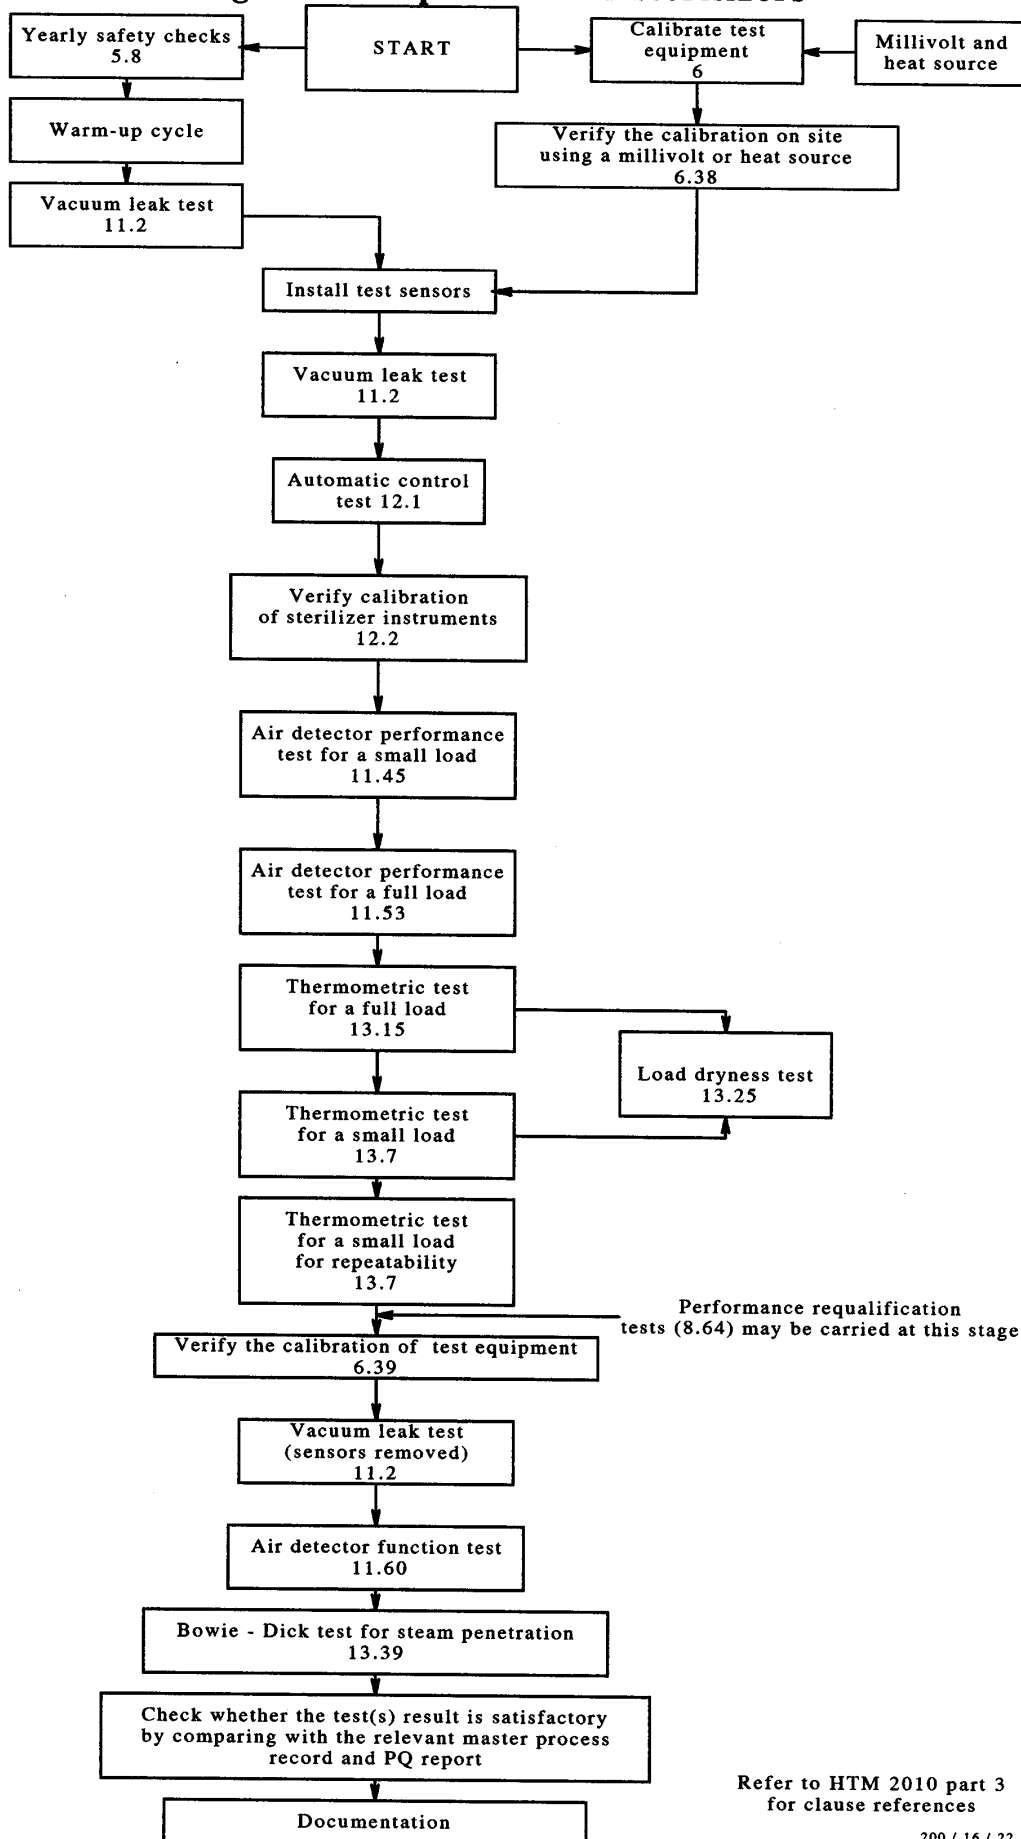 Yearly safety checks
5.8
START
Calibrate test
equipment
6
Millivolt and
heat source
Warm-up cycle
Verify the calibration on site
using a millivolt or heat source
6.38
Vacuum leak test
11.2
Install test sensors
Vacuum leak test
11.2
Automatic control
test 12.1
Verify calibration
of sterilizer instruments
12.2
Air detector performance
test for a small load
11.45
Air detector performance
test for a full load
11.53
Thermometric test
for a full load
13.15
Load dryness test
13.25
Thermometric test
for a small load
13.7
Thermometric test
for a small load
for repeatability
13.7
Performance requalification
tests (8.64) may be carried at this stage
Verify the calibration of test equipment
6.39
Vacuum leak test
(sensors removed)
11.2
Air detector function test
11.60
Bowie - Dick test for steam penetration
13.39
Check whether the test(s) result is satisfactory
by comparing with the relevant master process
record and PQ report
Refer to HTM 2010 part 3
for clause references
Documentation
200 / 16 / 22